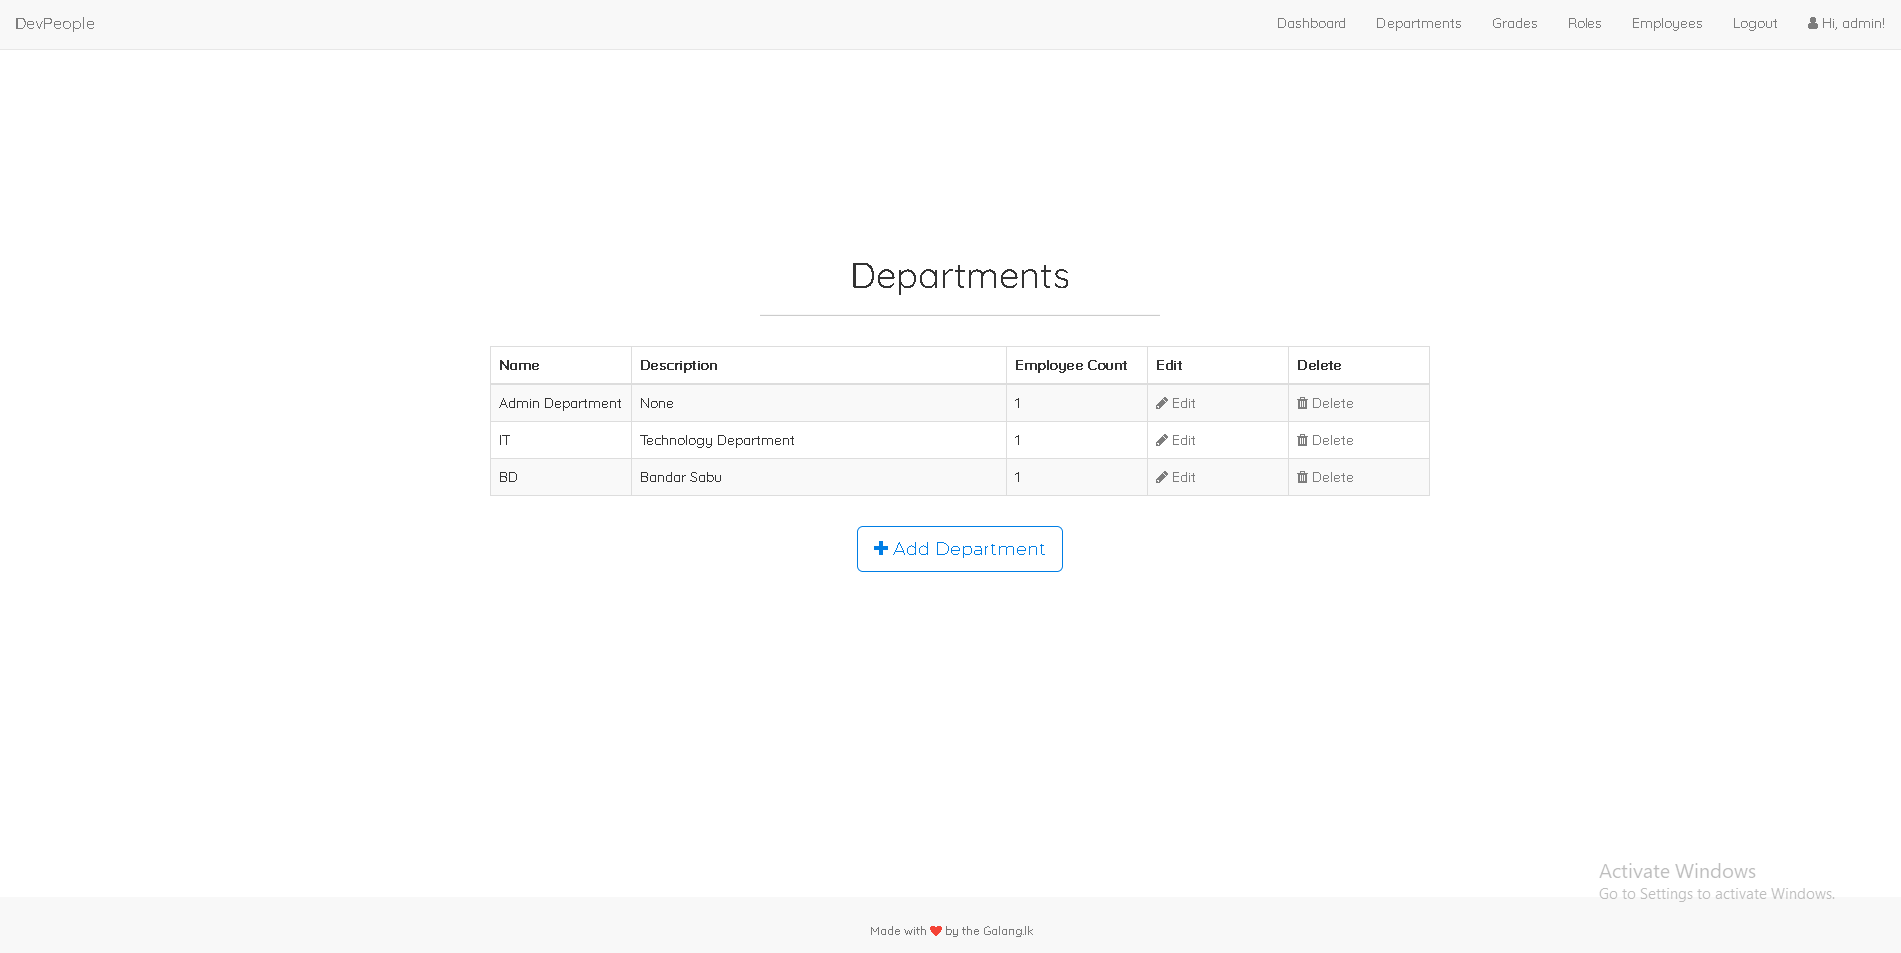 DevPeople Dashboard Departments Grades Roles Employees Logout Hi, admin!
Departments
Name Description Employee Count Edit Delete
Admin Department None 1 Edit Delete
IT Technology Department 1 Edit Delete
BD Bandar Sabu 1 Edit Delete
Add Department
Activate Windows
Go to Settings to activate Windows.
Made with ❤ by the Galang.lk